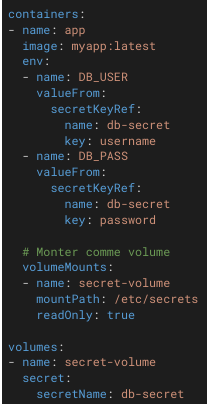 containers:
- name: app
  image: myapp:latest
  env:
  - name: DB_USER
    valueFrom:
      secretKeyRef:
        name: db-secret
        key: username
  - name: DB_PASS
    valueFrom:
      secretKeyRef:
        name: db-secret
        key: password

  # Monter comme volume
  volumeMounts:
  - name: secret-volume
    mountPath: /etc/secrets
    readOnly: true

volumes:
- name: secret-volume
  secret:
    secretName: db-secret